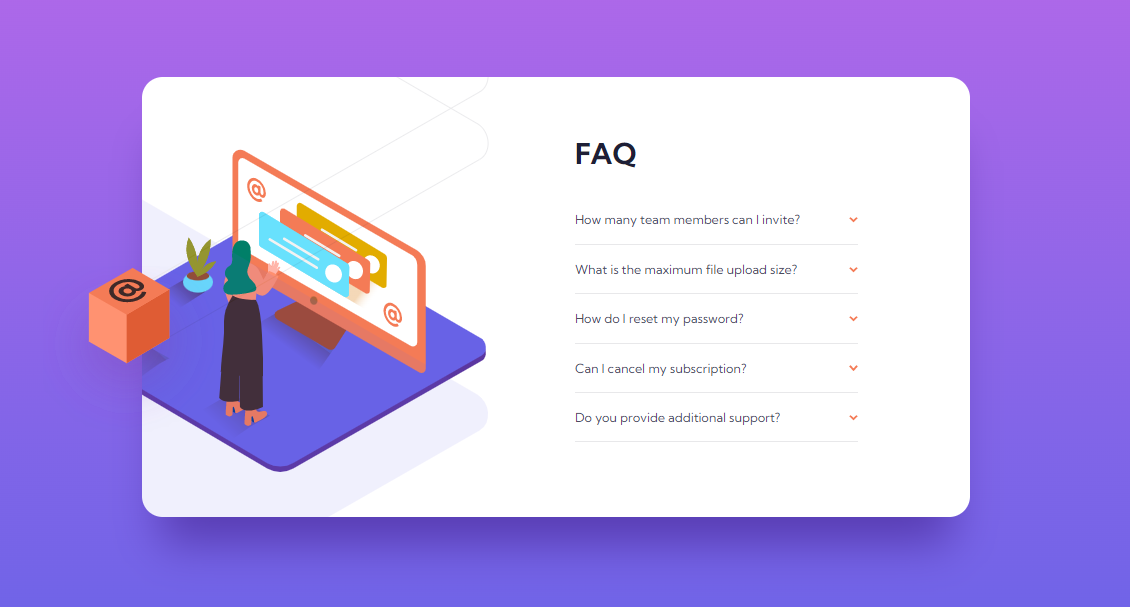 @
@
@
FAQ
How many team members can I invite?
What is the maximum file upload size?
How do I reset my password?
Can I cancel my subscription?
Do you provide additional support?